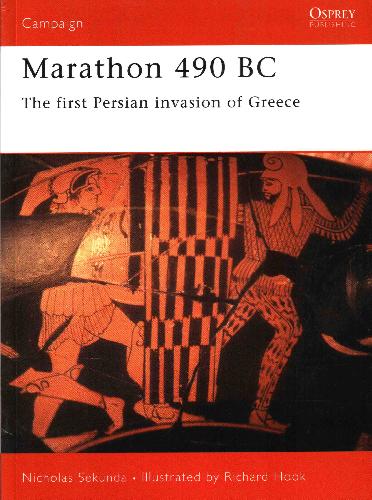 Campaign
OSPREY
PUBLISHING
Marathon 490 BC
The first Persian invasion of Greece
Nicholas Sekunda · Illustrated by Richard Hook